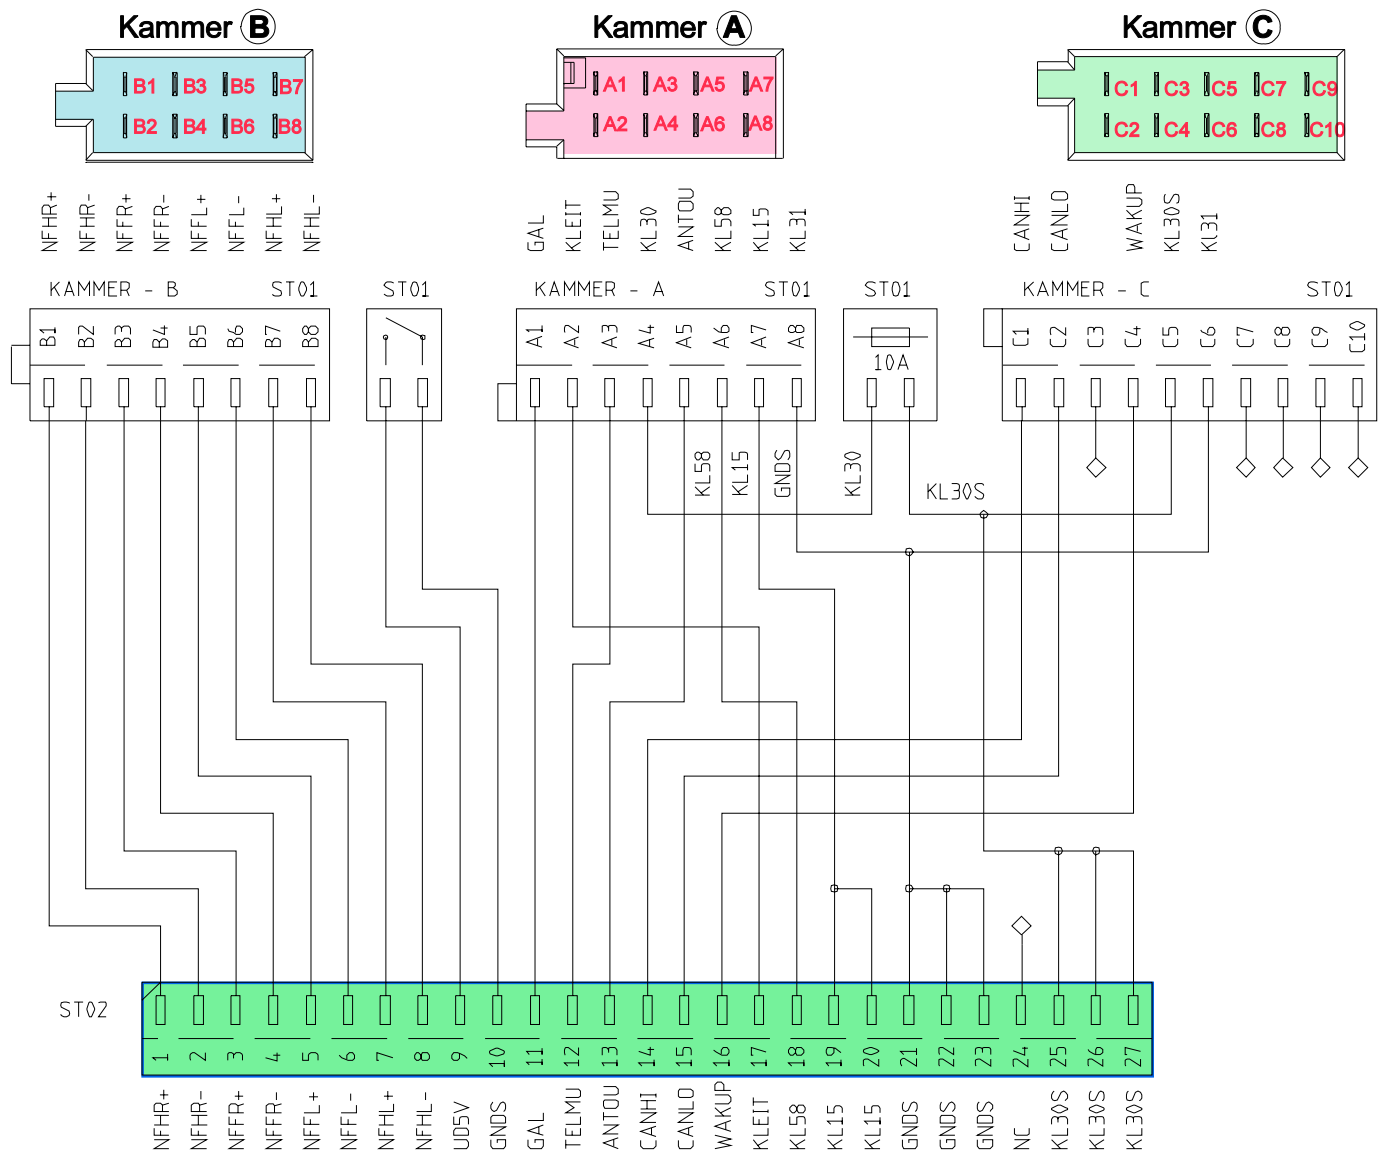 Kammer B
Kammer A
Kammer C
B1 B3 B5 B7
B2 B4 B6 B8
A1 A3 A5 A7
A2 A4 A6 A8
C1 C3 C5 C7 C9
C2 C4 C6 C8 C10
NFHR+
NFHR-
NFFR+
NFFR-
NFFL+
NFFL-
NFHL+
NFHL-
GAL
KLEIT
TELMU
KL30
ANTOU
KL58
KL15
KL31
CANHI
CANLO
WAKUP
KL30S
Kl31
KAMMER - B ST01
ST01
KAMMER - A ST01
ST01
KAMMER - C ST01
B1 B2 B3 B4 B5 B6 B7 B8
A1 A2 A3 A4 A5 A6 A7 A8
10A
C1 C2 C3 C4 C5 C6 C7 C8 C9 C10
KL58
KL15
GNDS
KL30
KL30S
ST02
1 2 3 4 5 6 7 8 9 10 11 12 13 14 15 16 17 18 19 20 21 22 23 24 25 26 27
NFHR+
NFHR-
NFFR+
NFFR-
NFFL+
NFFL-
NFHL+
NFHL-
UD5V
GNDS
GAL
TELMU
ANTOU
CANHI
CANLO
WAKUP
KLEIT
KL58
KL15
KL15
GNDS
GNDS
GNDS
NC
KL30S
KL30S
KL30S